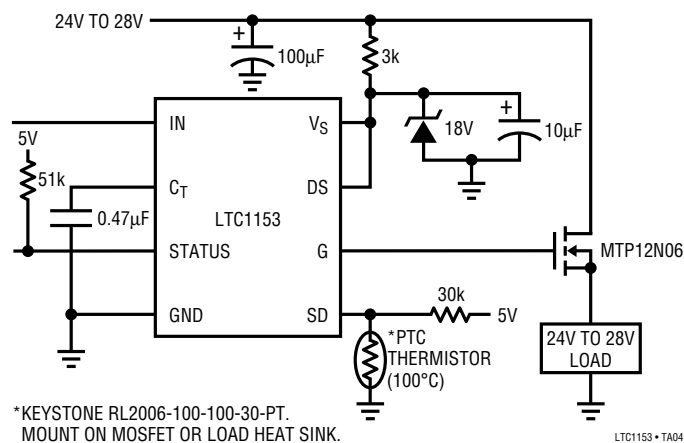 24V TO 28V
+
100µF
3k
IN
VS
5V
+
18V
10µF
51k
CT
DS
0.47µF
LTC1153
STATUS
G
MTP12N06
30k
GND
SD
5V
*PTC
THERMISTOR
(100°C)
24V TO 28V
LOAD
*KEYSTONE RL2006-100-100-30-PT.
MOUNT ON MOSFET OR LOAD HEAT SINK.
LTC1153 • TA04